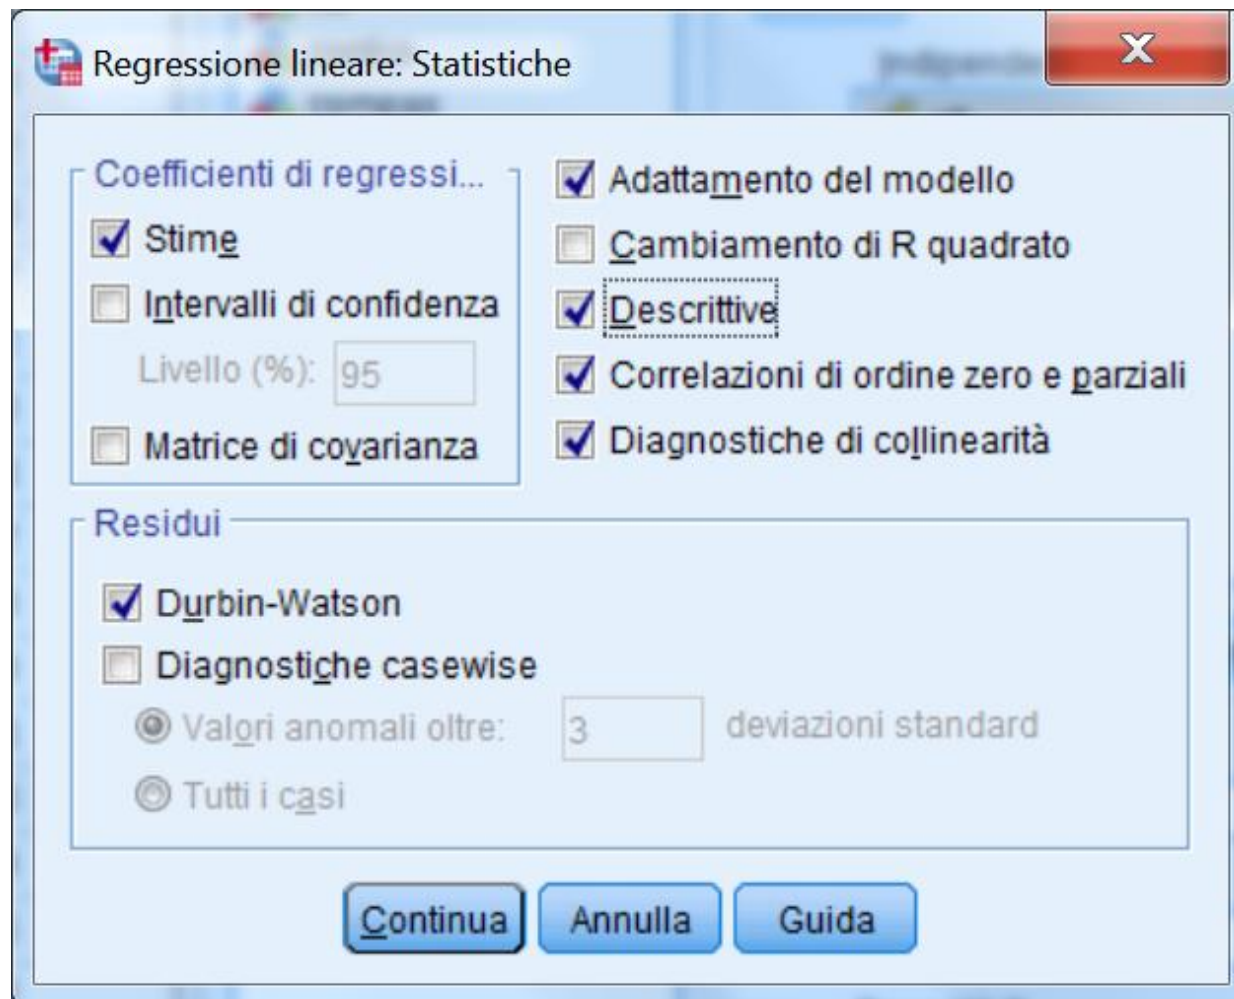 Regressione lineare: Statistiche
Coefficienti di regressi...
Stime
Intervalli di confidenza
Livello (%): 95
Matrice di covarianza
Adattamento del modello
Cambiamento di R quadrato
Descrittive
Correlazioni di ordine zero e parziali
Diagnostiche di collinearità
Residui
Durbin-Watson
Diagnostiche casewise
Valori anomali oltre: 3 deviazioni standard
Tutti i casi
Continua Annulla Guida